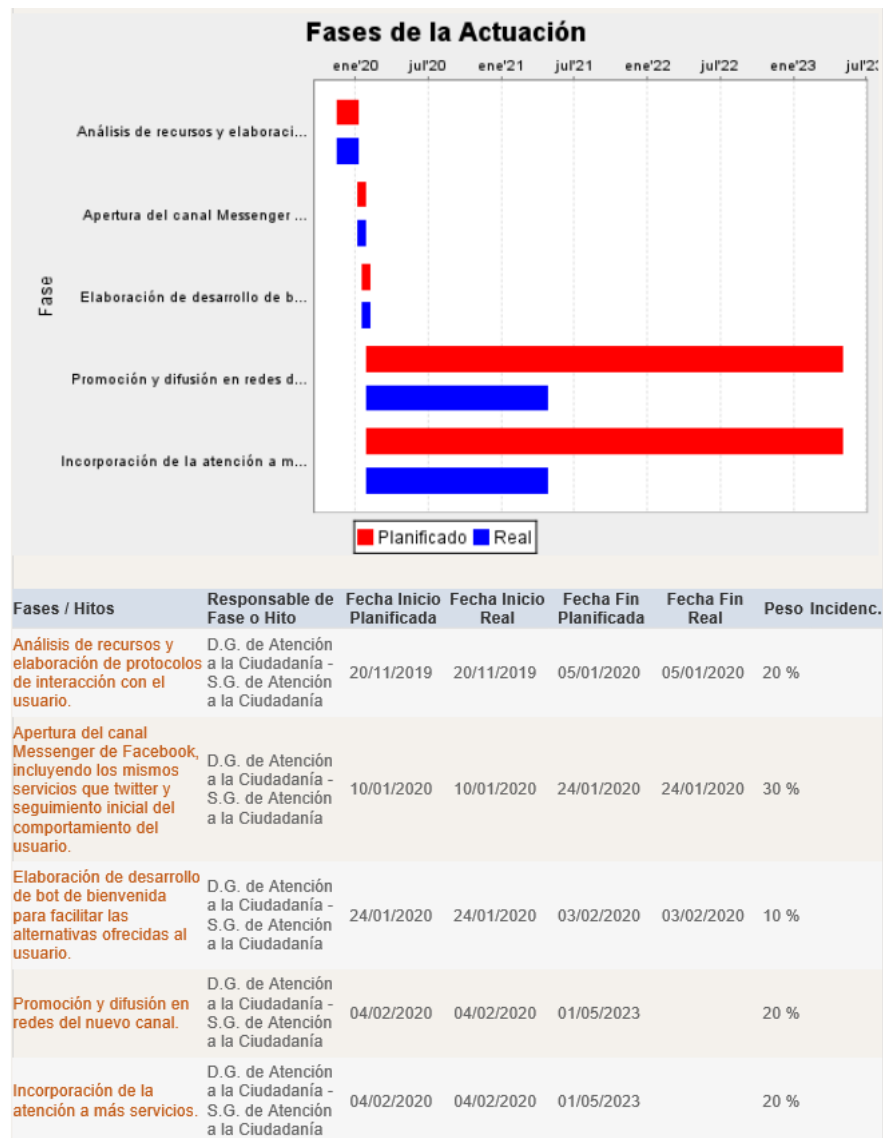 Fases de la Actuación
ene'20 jul'20 ene'21 jul'21 ene'22 jul'22 ene'23 jul'23
Análisis de recursos y elaboraci...
Apertura del canal Messenger ...
Elaboración de desarrollo de b...
Promoción y difusión en redes d...
Incorporación de la atención a m...
Fase
Planificado Real
Fases / Hitos
Responsable de
Fase o Hito
Fecha Inicio
Planificada
Fecha Inicio
Real
Fecha Fin
Planificada
Fecha Fin
Real
Peso Incidenc.
Análisis de recursos y
elaboración de protocolos
de interacción con el
usuario.
D.G. de Atención
a la Ciudadanía -
S.G. de Atención
a la Ciudadanía
20/11/2019 20/11/2019 05/01/2020 05/01/2020 20 %
Apertura del canal
Messenger de Facebook,
incluyendo los mismos
servicios que twitter y
seguimiento inicial del
comportamiento del
usuario.
D.G. de Atención
a la Ciudadanía -
S.G. de Atención
a la Ciudadanía
10/01/2020 10/01/2020 24/01/2020 24/01/2020 30 %
Elaboración de desarrollo
de bot de bienvenida
para facilitar las
alternativas ofrecidas al
usuario.
D.G. de Atención
a la Ciudadanía -
S.G. de Atención
a la Ciudadanía
24/01/2020 24/01/2020 03/02/2020 03/02/2020 10 %
Promoción y difusión en
redes del nuevo canal.
D.G. de Atención
a la Ciudadanía -
S.G. de Atención
a la Ciudadanía
04/02/2020 04/02/2020 01/05/2023 20 %
Incorporación de la
atención a más servicios.
D.G. de Atención
a la Ciudadanía -
S.G. de Atención
a la Ciudadanía
04/02/2020 04/02/2020 01/05/2023 20 %